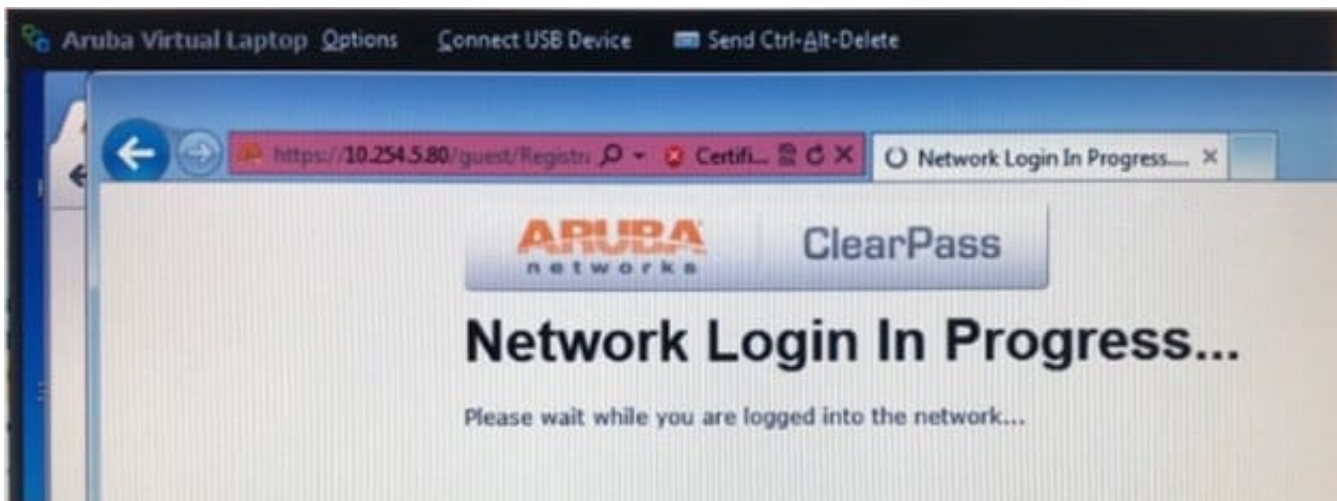 Aruba Virtual Laptop Options Connect USB Device Send Ctrl-Alt-Delete
https://10.254.5.80/guest/Registr Certifi... Network Login In Progress....
ARUBA ClearPass
networks
Network Login In Progress...
Please wait while you are logged into the network...